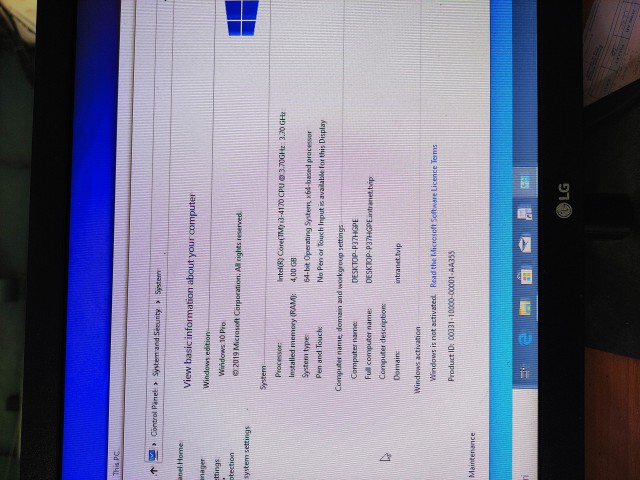 This PC
Control Panel > System and Security > System
anel Home
View basic information about your computer
anager
Windows edition
ettings
Windows 10 Pro
otection
© 2019 Microsoft Corporation. All rights reserved.
system settings
System
Processor: Intel(R) Core(TM) i3-4170 CPU @ 3.70GHz 3.70 GHz
Installed memory (RAM): 4,00 GB
System type: 64-bit Operating System, x64-based processor
Pen and Touch: No Pen or Touch Input is available for this Display
Computer name, domain and workgroup settings
Computer name: DESKTOP-P37HGPE
Full computer name: DESKTOP-P37HGPE.intranet.tvip
Computer description:
Domain: intranet.tvip
Windows activation
Windows is not activated. Read the Microsoft Software Licence Terms
Product ID: 00331-10000-00001-AA355
Maintenance
LG